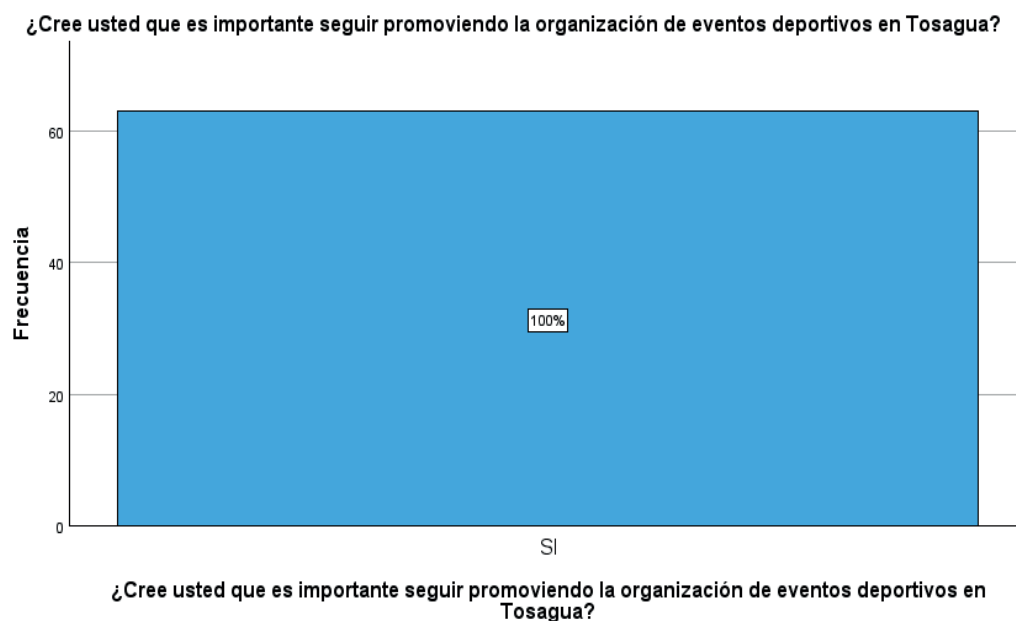 ¿Cree usted que es importante seguir promoviendo la organización de eventos deportivos en Tosagua?
60
40
20
0
Frecuencia
100%
SI
¿Cree usted que es importante seguir promoviendo la organización de eventos deportivos en
Tosagua?